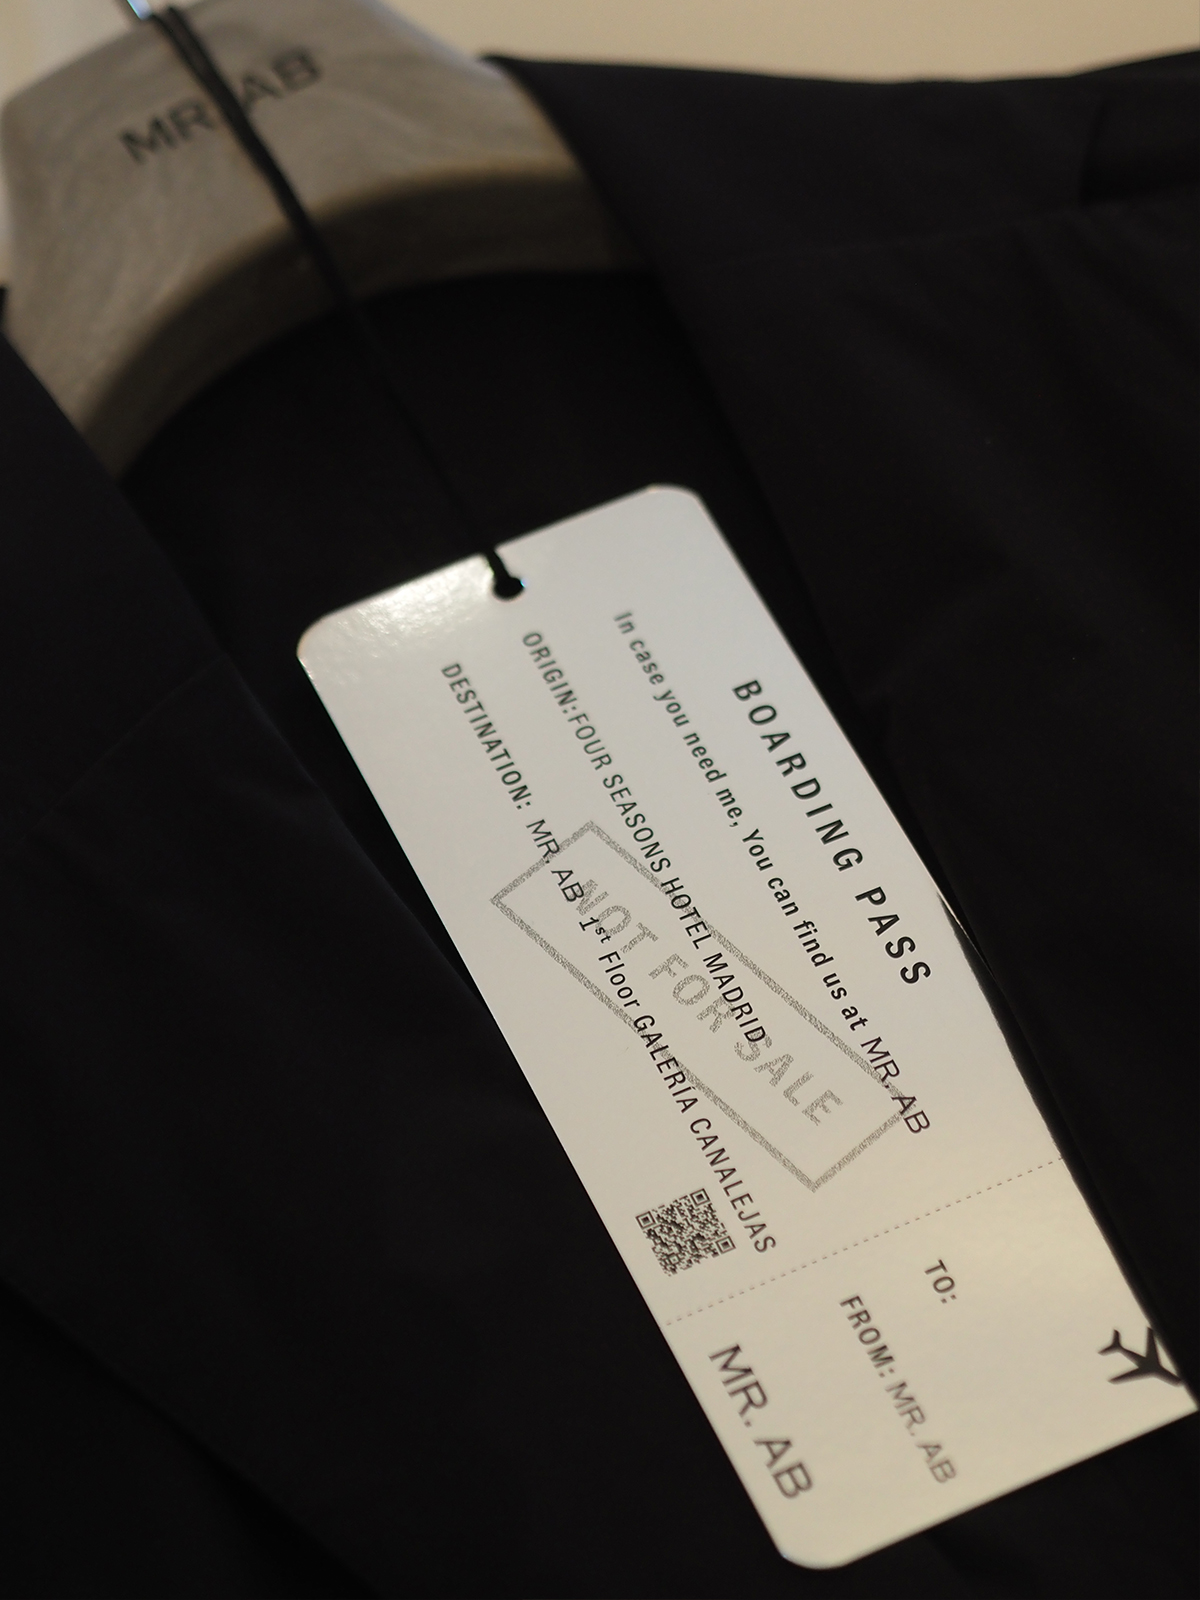 MR. AB
BOARDING PASS
In case you need me, You can find us at MR. AB
ORIGIN:FOUR SEASONS HOTEL MADRID
DESTINATION: MR. AB 1st Floor GALERÍA CANALEJAS
NOT FOR SALE
TO:
FROM: MR. AB
MR. AB